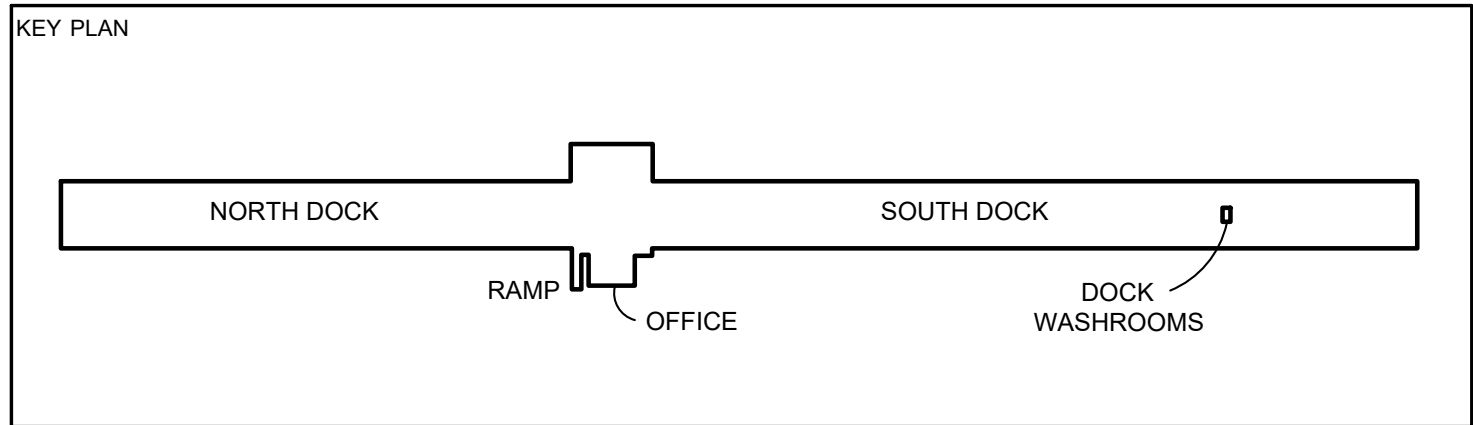 KEY PLAN
NORTH DOCK
SOUTH DOCK
RAMP
OFFICE
DOCK
WASHROOMS